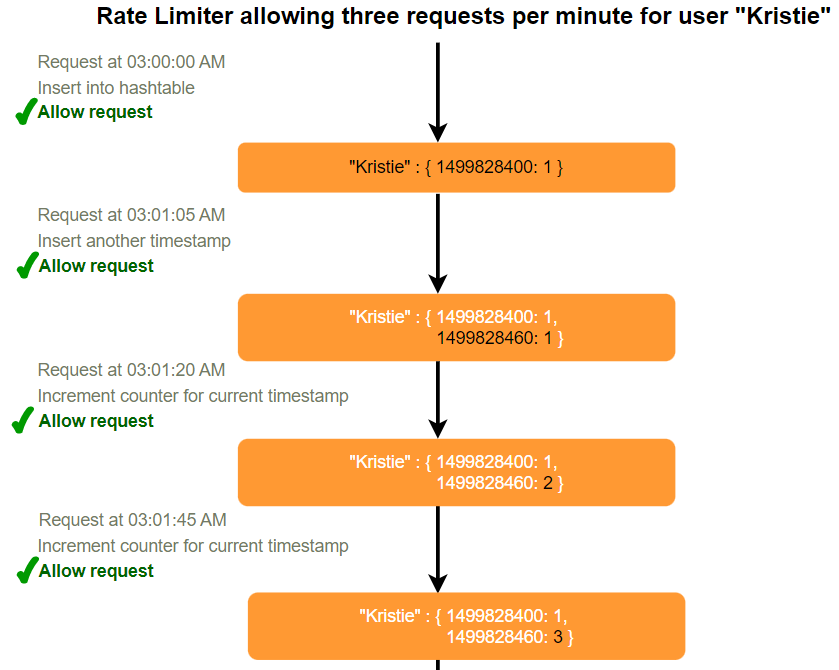 Rate Limiter allowing three requests per minute for user "Kristie"
Request at 03:00:00 AM
Insert into hashtable
Allow request
"Kristie" : { 1499828400: 1 }
Request at 03:01:05 AM
Insert another timestamp
Allow request
"Kristie" : { 1499828400: 1,
1499828460: 1 }
Request at 03:01:20 AM
Increment counter for current timestamp
Allow request
"Kristie" : { 1499828400: 1,
1499828460: 2 }
Request at 03:01:45 AM
Increment counter for current timestamp
Allow request
"Kristie" : { 1499828400: 1,
1499828460: 3 }